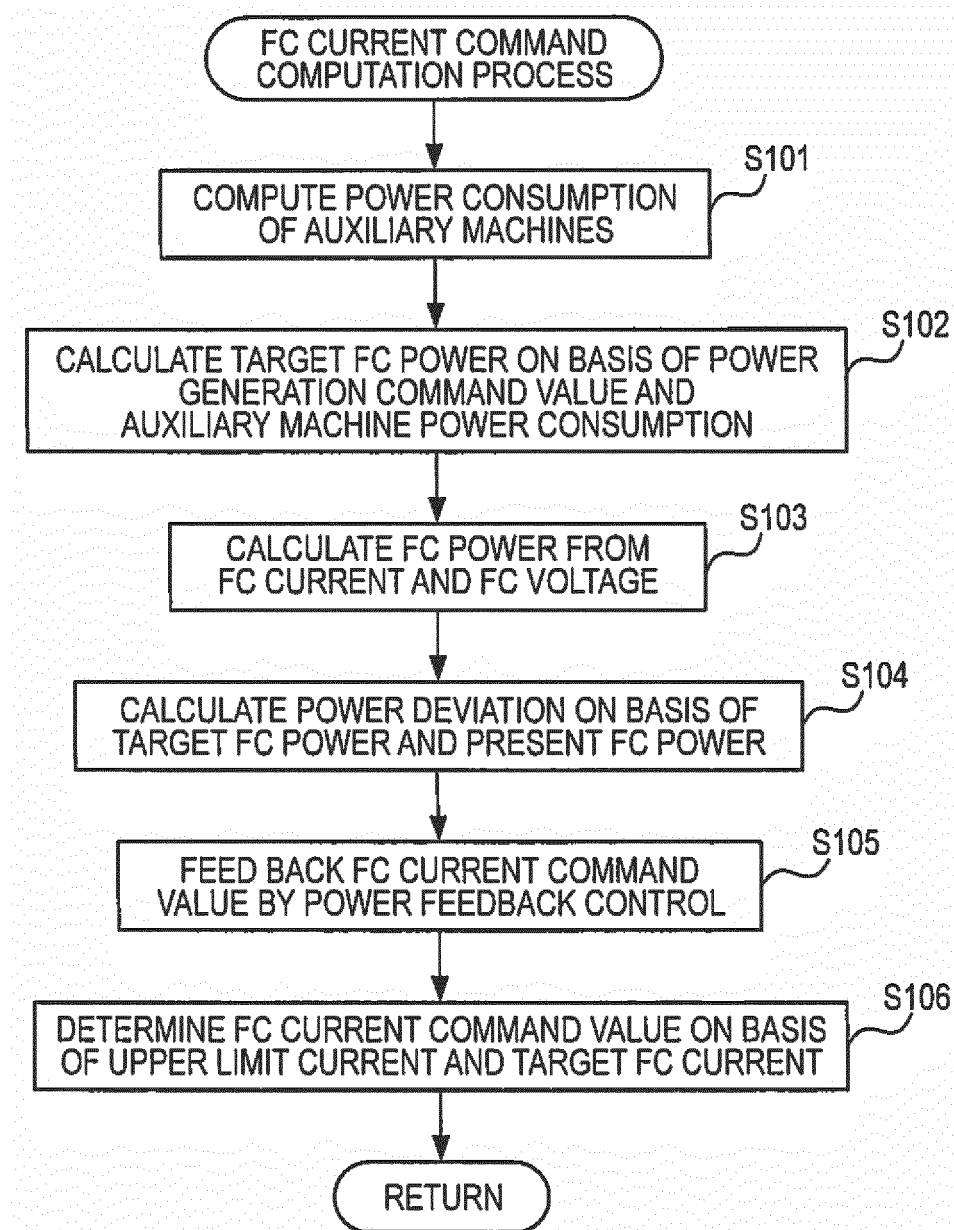 FC CURRENT COMMAND
COMPUTATION PROCESS
S101
COMPUTE POWER CONSUMPTION
OF AUXILIARY MACHINES
S102
CALCULATE TARGET FC POWER ON BASIS OF POWER
GENERATION COMMAND VALUE AND
AUXILIARY MACHINE POWER CONSUMPTION
S103
CALCULATE FC POWER FROM
FC CURRENT AND FC VOLTAGE
S104
CALCULATE POWER DEVIATION ON BASIS OF
TARGET FC POWER AND PRESENT FC POWER
S105
FEED BACK FC CURRENT COMMAND
VALUE BY POWER FEEDBACK CONTROL
S106
DETERMINE FC CURRENT COMMAND VALUE ON BASIS
OF UPPER LIMIT CURRENT AND TARGET FC CURRENT
RETURN